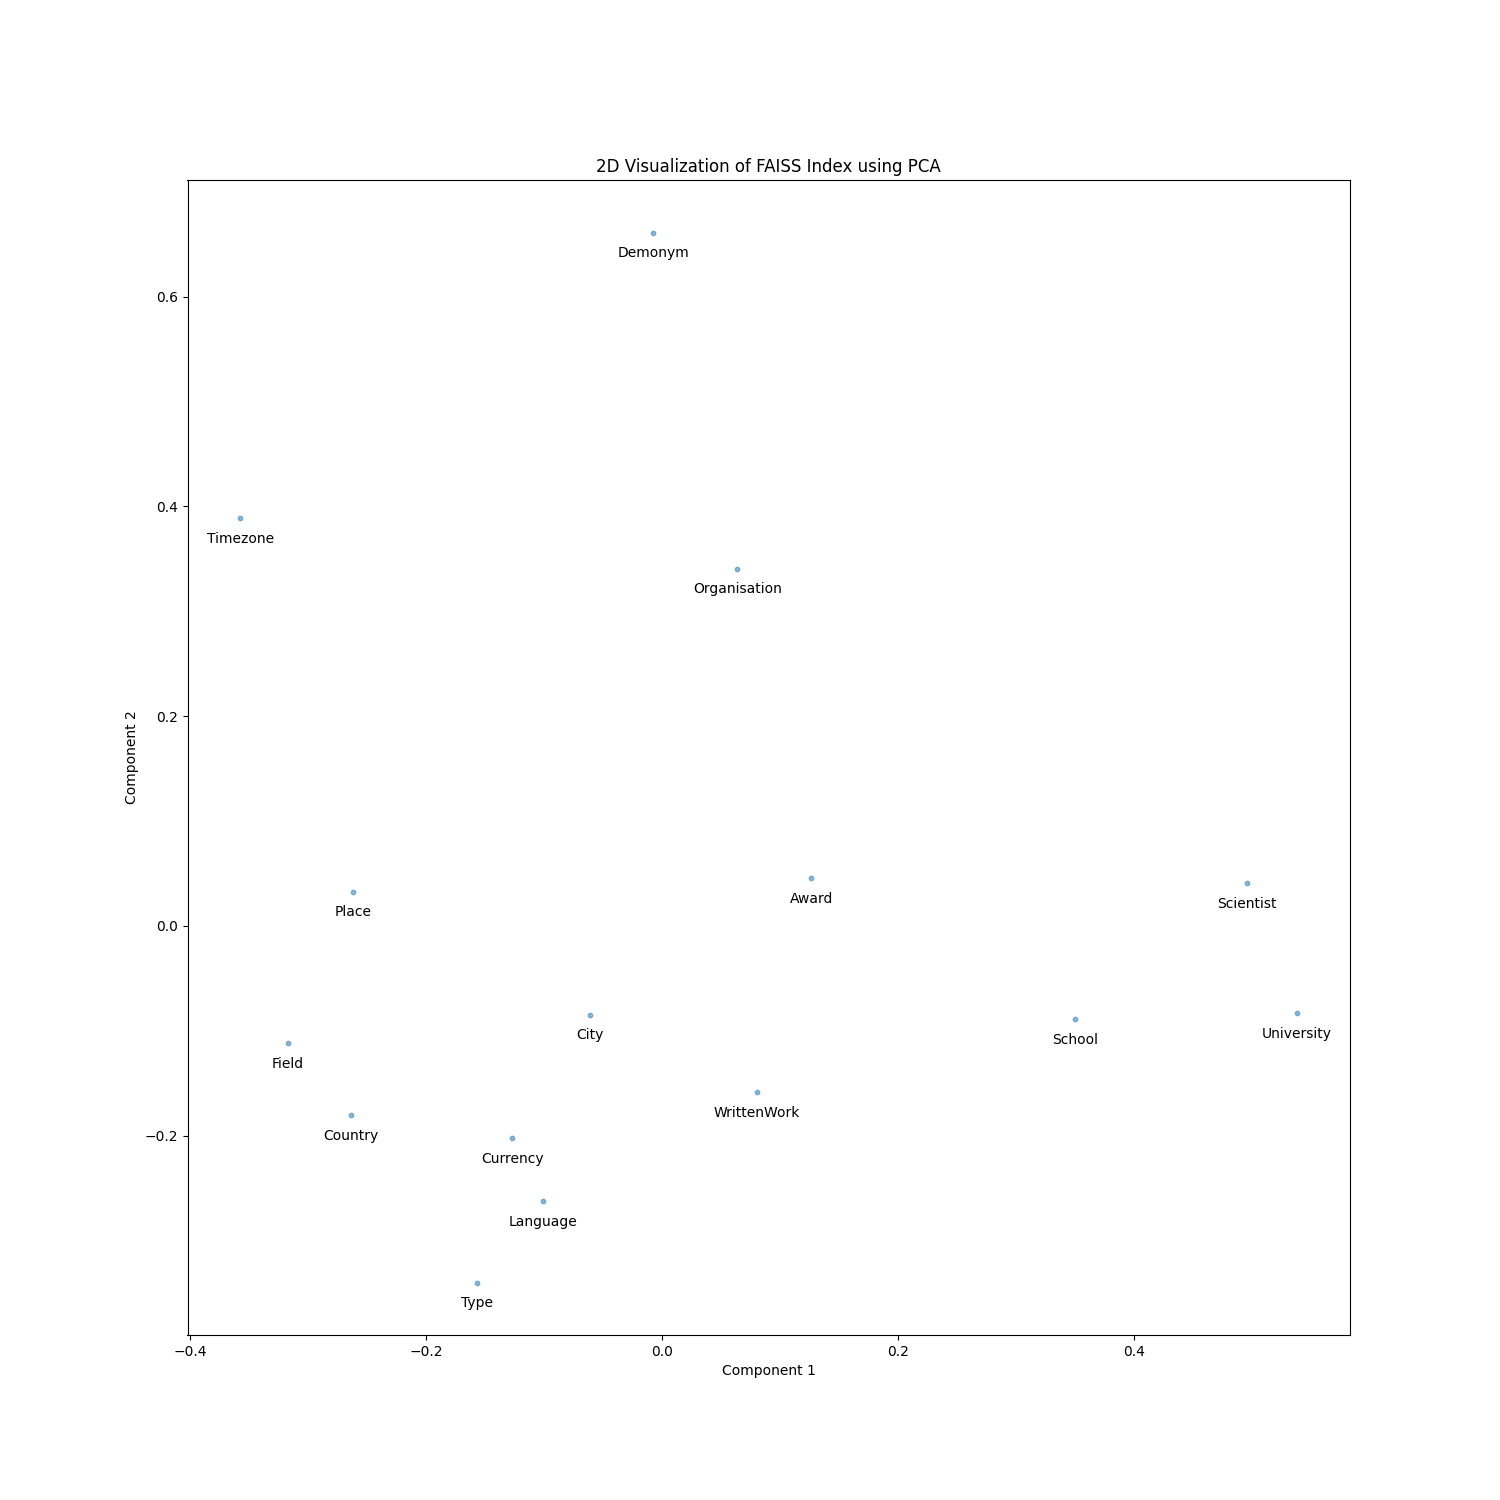 2D Visualization of FAISS Index using PCA
Demonym
0.6
0.4
Timezone
Organisation
Component 2
0.2
Place
Award
Scientist
0.0
City
School
University
Field
WrittenWork
Country
−0.2
Currency
Language
Type
−0.4
−0.2
0.0
0.2
0.4
Component 1